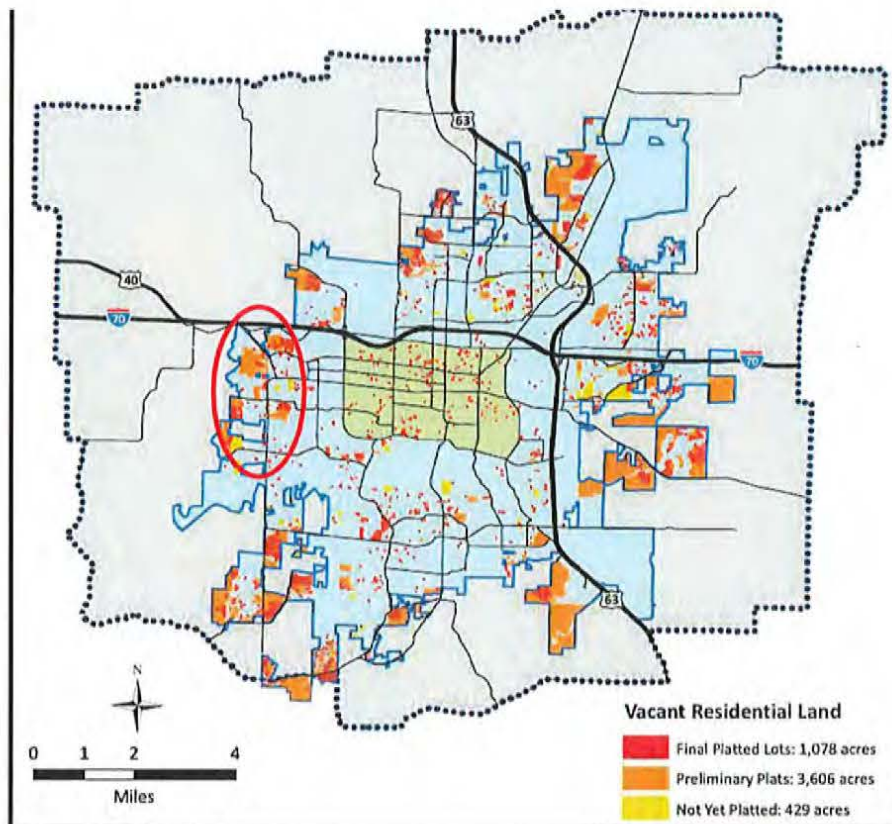 63
40
70
70
63
N
0 1 2 4
Miles
Vacant Residential Land
Final Platted Lots: 1,078 acres
Preliminary Plats: 3,606 acres
Not Yet Platted: 429 acres